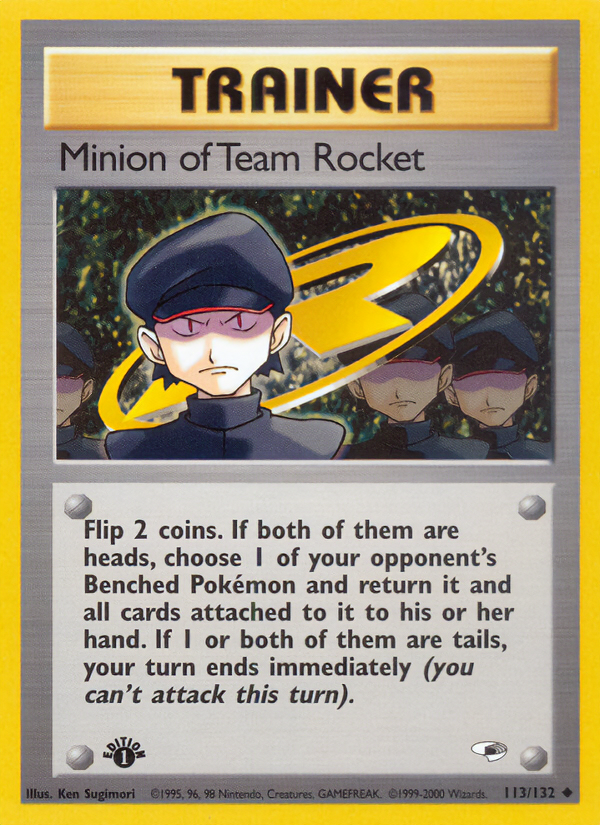 TRAINER
Minion of Team Rocket
Flip 2 coins. If both of them are
heads, choose 1 of your opponent's
Benched Pokémon and return it and
all cards attached to it to his or her
hand. If 1 or both of them are tails,
your turn ends immediately (you
can't attack this turn).
EDITION
1
Illus. Ken Sugimori ©1995, 96, 98 Nintendo, Creatures, GAMEFREAK. ©1999-2000 Wizards. 113/132 ◆